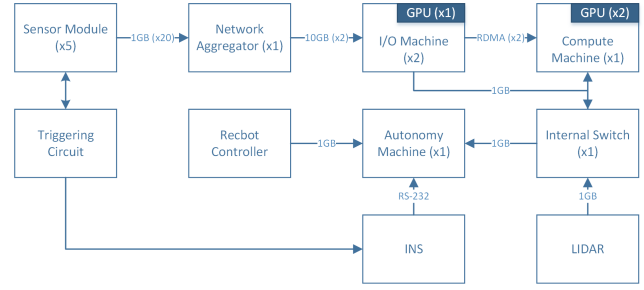 GPU (x1)
GPU (x2)
Sensor Module
(x5)
1GB (x20)
Network
Aggregator (x1)
10GB (x2)
I/O Machine
(x2)
RDMA (x2)
Compute
Machine (x1)
1GB
Triggering
Circuit
Recbot
Controller
1GB
Autonomy
Machine (x1)
1GB
Internal Switch
(x1)
RS-232
1GB
INS
LIDAR